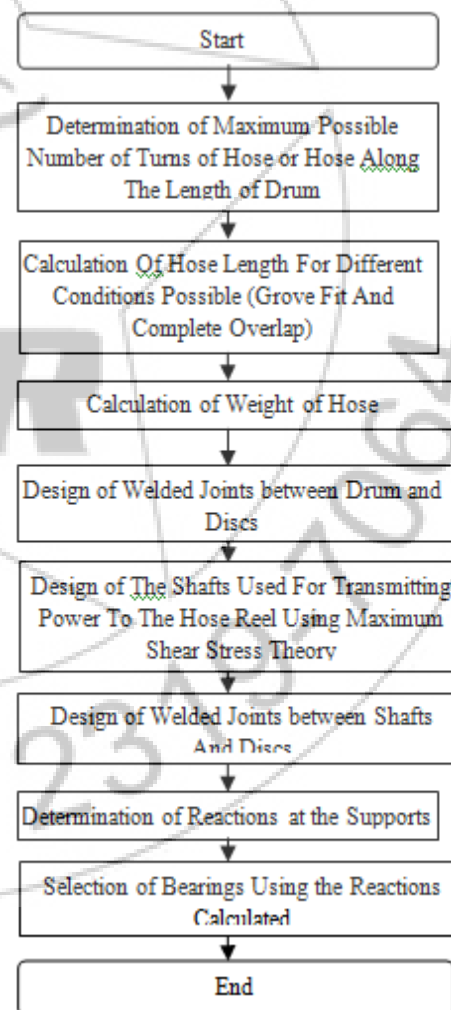 Start
Determination of Maximum Possible
Number of Turns of Hose or Hose Along
The Length of Drum
Calculation Of Hose Length For Different
Conditions Possible (Grove Fit And
Complete Overlap)
Calculation of Weight of Hose
Design of Welded Joints between Drum and
Discs
Design of The Shafts Used For Transmitting
Power To The Hose Reel Using Maximum
Shear Stress Theory
Design of Welded Joints between Shafts
And Discs
Determination of Reactions at the Supports
Selection of Bearings Using the Reactions
Calculated
End
R
2319-7064